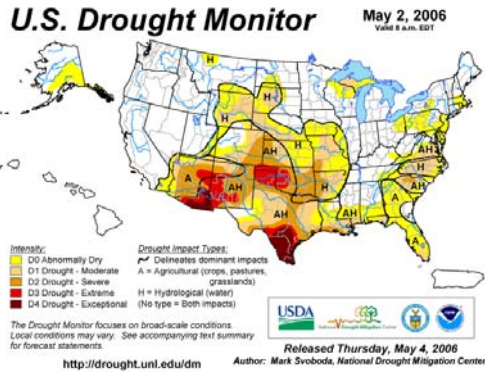 U.S. Drought Monitor
May 2, 2006
Valid 8 a.m. EDT
H
H
H
AH
H
AH
H
A
AH
H
AH
AH
AH
A
A
Intensity:
D0 Abnormally Dry
D1 Drought - Moderate
D2 Drought - Severe
D3 Drought - Extreme
D4 Drought - Exceptional
Drought Impact Types:
Delineates dominant impacts
A = Agricultural (crops, pastures,
grasslands)
H = Hydrological (water)
(No type = Both impacts)
The Drought Monitor focuses on broad-scale conditions.
Local conditions may vary. See accompanying text summary
for forecast statements.
http://drought.unl.edu/dm
USDA
National Drought Mitigation Center
Released Thursday, May 4, 2006
Author: Mark Svoboda, National Drought Mitigation Center